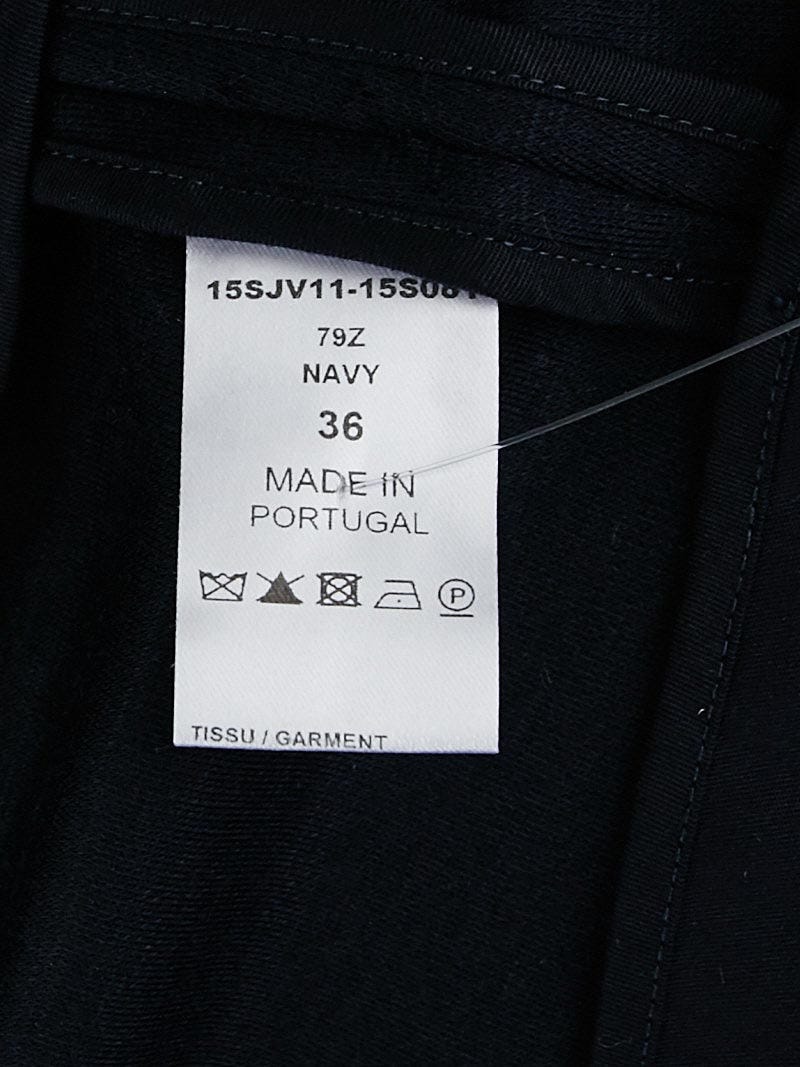 15SJV11-15S081
79Z
NAVY
36
MADE IN
PORTUGAL
P
TISSU / GARMENT